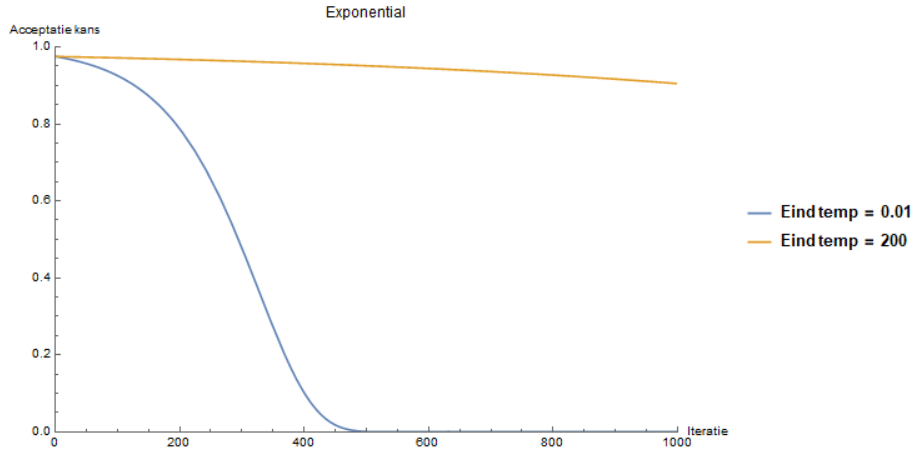 Exponential
Acceptatie kans
1.0
0.8
0.6
0.4
0.2
0.0
0 200 400 600 800 1000
Iteratie
Eind temp = 0.01
Eind temp = 200